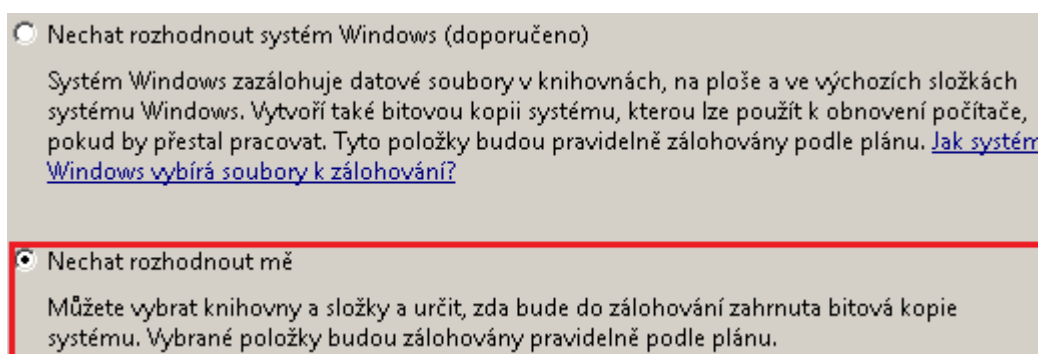 Nechat rozhodnout systém Windows (doporučeno)
Systém Windows zazálohuje datové soubory v knihovnách, na ploše a ve výchozích složkách
systému Windows. Vytvoří také bitovou kopii systému, kterou lze použít k obnovení počítače,
pokud by přestal pracovat. Tyto položky budou pravidelně zálohovány podle plánu. Jak systém
Windows vybírá soubory k zálohování?
Nechat rozhodnout mě
Můžete vybrat knihovny a složky a určit, zda bude do zálohování zahrnuta bitová kopie
systému. Vybrané položky budou zálohovány pravidelně podle plánu.